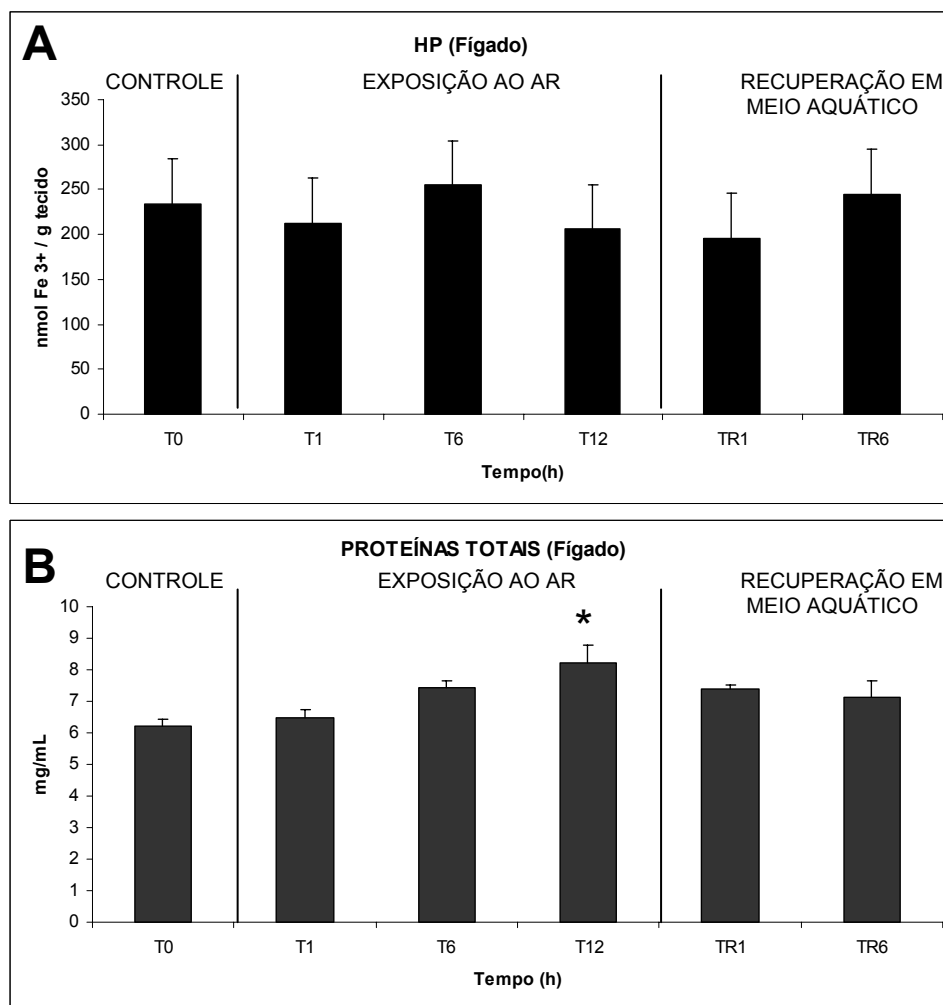 A
HP (Fígado)
CONTROLE
EXPOSIÇÃO AO AR
RECUPERAÇÃO EM
MEIO AQUÁTICO
nmol Fe 3+ / g tecido
350
300
250
200
150
100
50
0
T0 T1 T6 T12 TR1 TR6
Tempo(h)
B
PROTEÍNAS TOTAIS (Fígado)
CONTROLE
EXPOSIÇÃO AO AR
RECUPERAÇÃO EM
MEIO AQUÁTICO
mg/mL
10
9
8
7
6
5
4
3
2
1
0
*
T0 T1 T6 T12 TR1 TR6
Tempo (h)